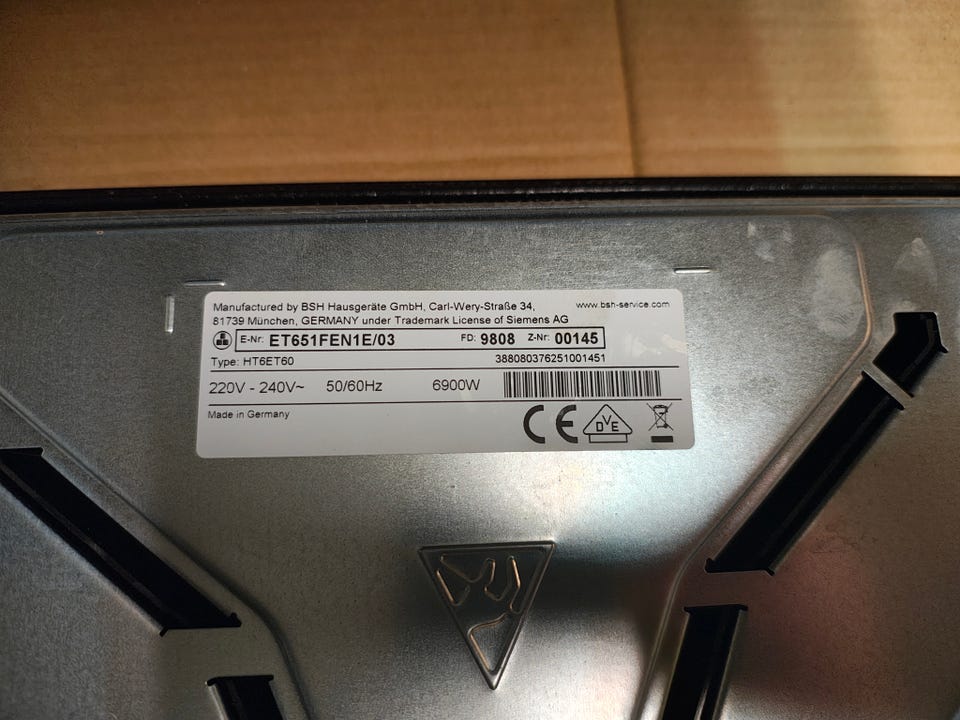 Manufactured by BSH Hausgeräte GmbH, Carl-Wery-Straße 34, www.bsh-service.com
81739 München, GERMANY under Trademark License of Siemens AG
E-Nr: ET651FEN1E/03 FD: 9808 Z-Nr: 00145
Type: HT6ET60 388080376251001451
220V - 240V~ 50/60Hz 6900W
Made in Germany
CE DVE